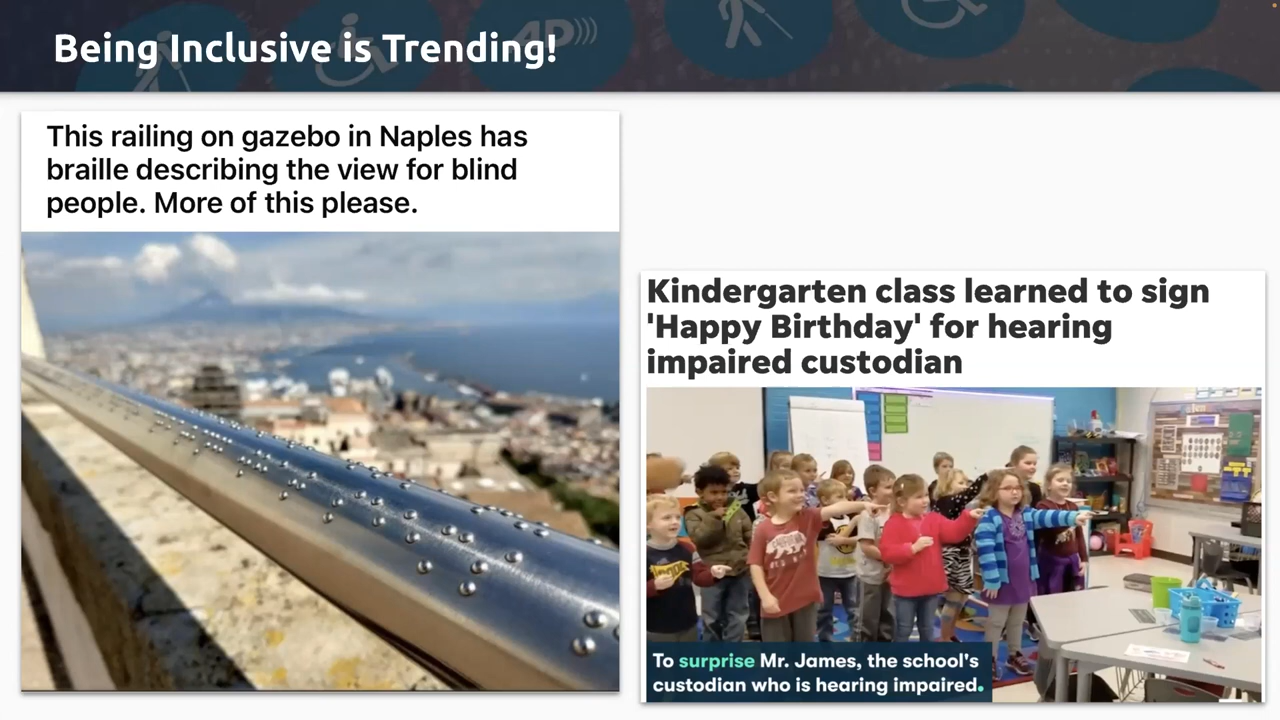 Being Inclusive is Trending!
AP)))
This railing on gazebo in Naples has
braille describing the view for blind
people. More of this please.
Kindergarten class learned to sign
'Happy Birthday' for hearing
impaired custodian
To surprise Mr. James, the school's
custodian who is hearing impaired.